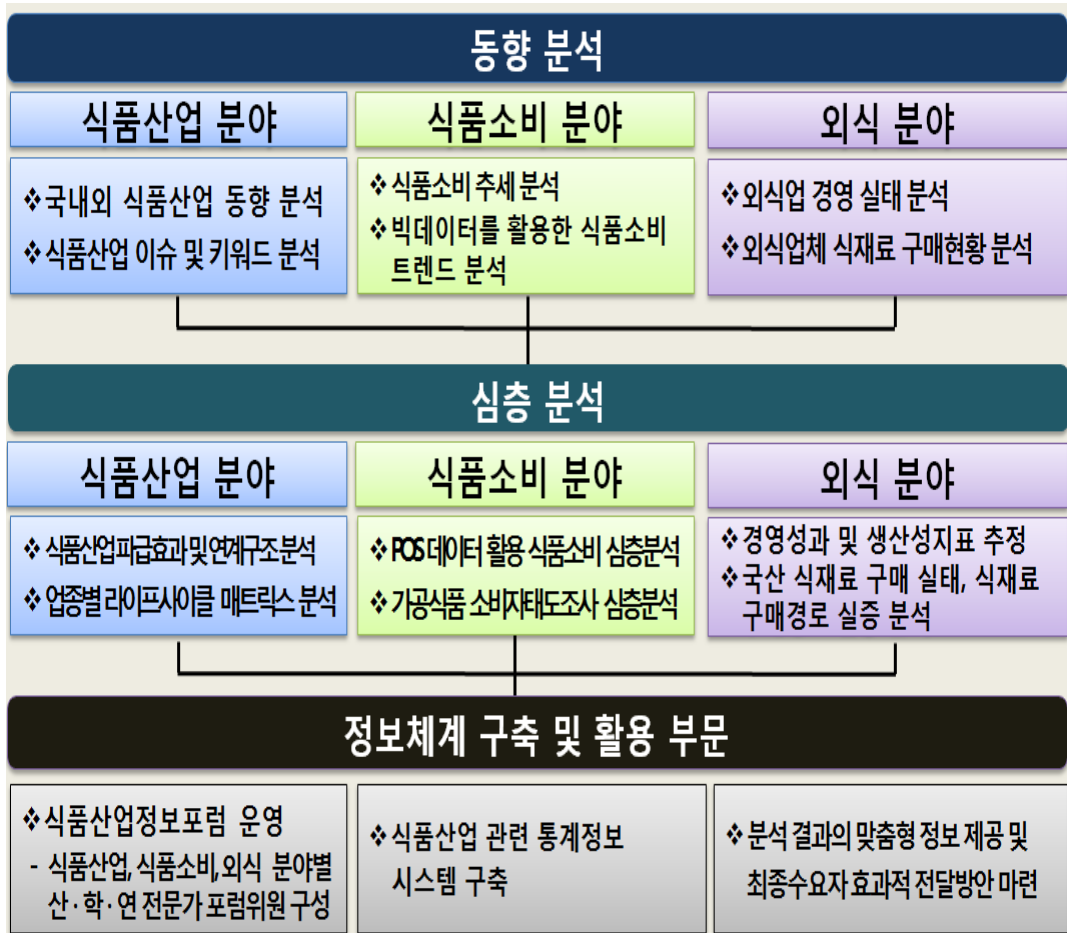 동향 분석
식품산업 분야
❖국내외 식품산업 동향 분석
❖식품산업 이슈 및 키워드 분석
식품소비 분야
❖식품소비 추세 분석
❖빅데이터를 활용한 식품소비
트렌드 분석
외식 분야
❖외식업 경영 실태 분석
❖외식업체 식재료 구매현황 분석
심층 분석
식품산업 분야
❖식품산업 파급효과 및 연계구조 분석
❖업종별 라이프사이클 매트릭스 분석
식품소비 분야
❖POS 데이터 활용 식품소비 심층분석
❖가공식품 소비자태도조사 심층분석
외식 분야
❖경영성과 및 생산성지표 추정
❖국산 식재료 구매 실태, 식재료
구매경로 실증 분석
정보체계 구축 및 활용 부문
❖식품산업정보포럼 운영
- 식품산업, 식품소비, 외식 분야별
산·학·연 전문가 포럼위원 구성
❖식품산업 관련 통계정보
시스템 구축
❖분석 결과의 맞춤형 정보 제공 및
최종수요자 효과적 전달방안 마련